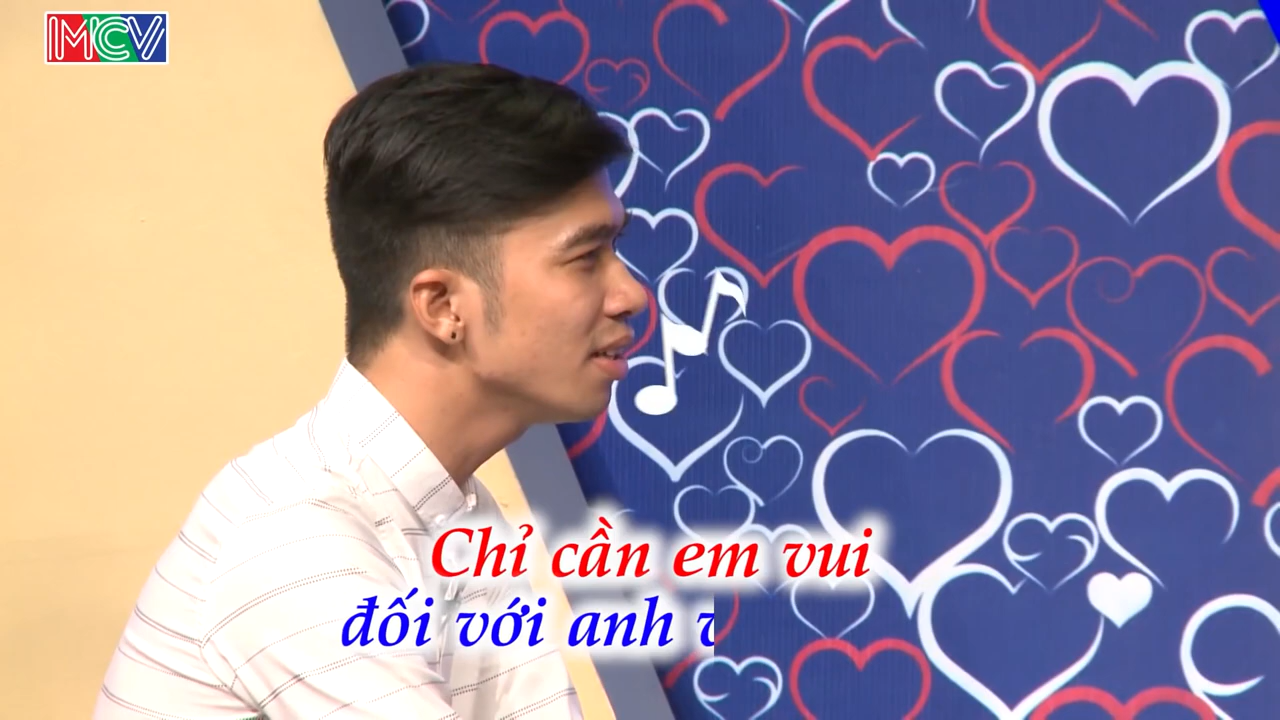 MCV
Chỉ cần em vui
đối với anh